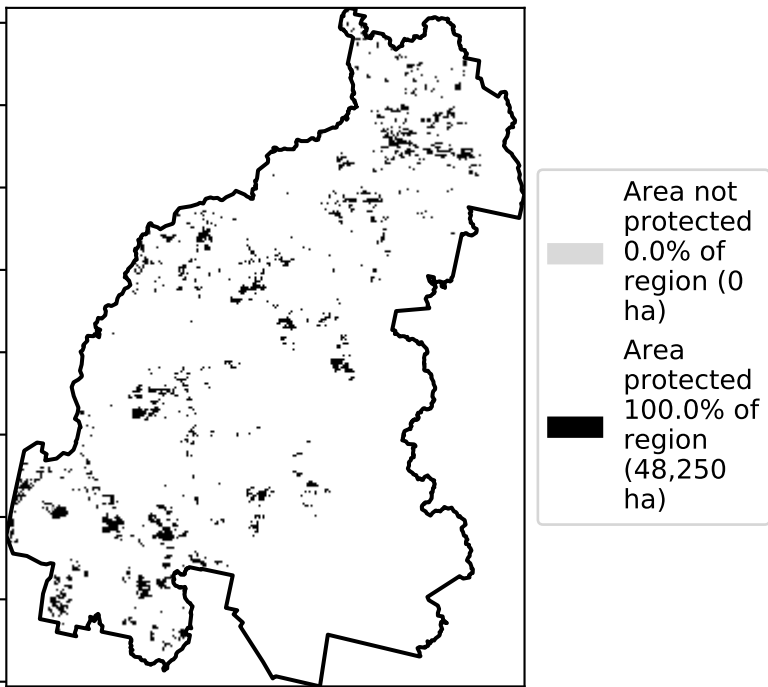 Area not
protected
0.0% of
region (0
ha)
Area
protected
100.0% of
region
(48,250
ha)